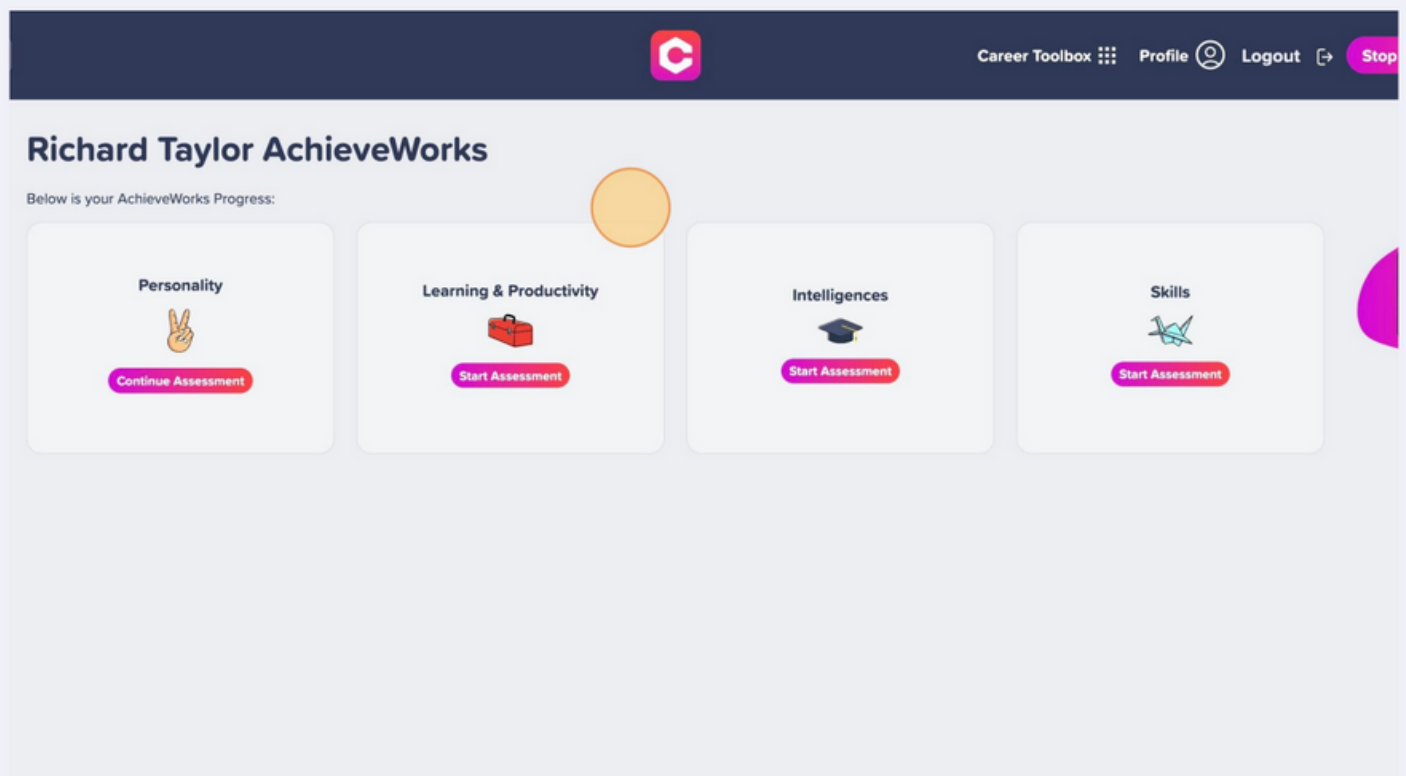 Career Toolbox Profile Logout Stop
Richard Taylor AchieveWorks
Below is your AchieveWorks Progress:
Personality
Continue Assessment
Learning & Productivity
Start Assessment
Intelligences
Start Assessment
Skills
Start Assessment